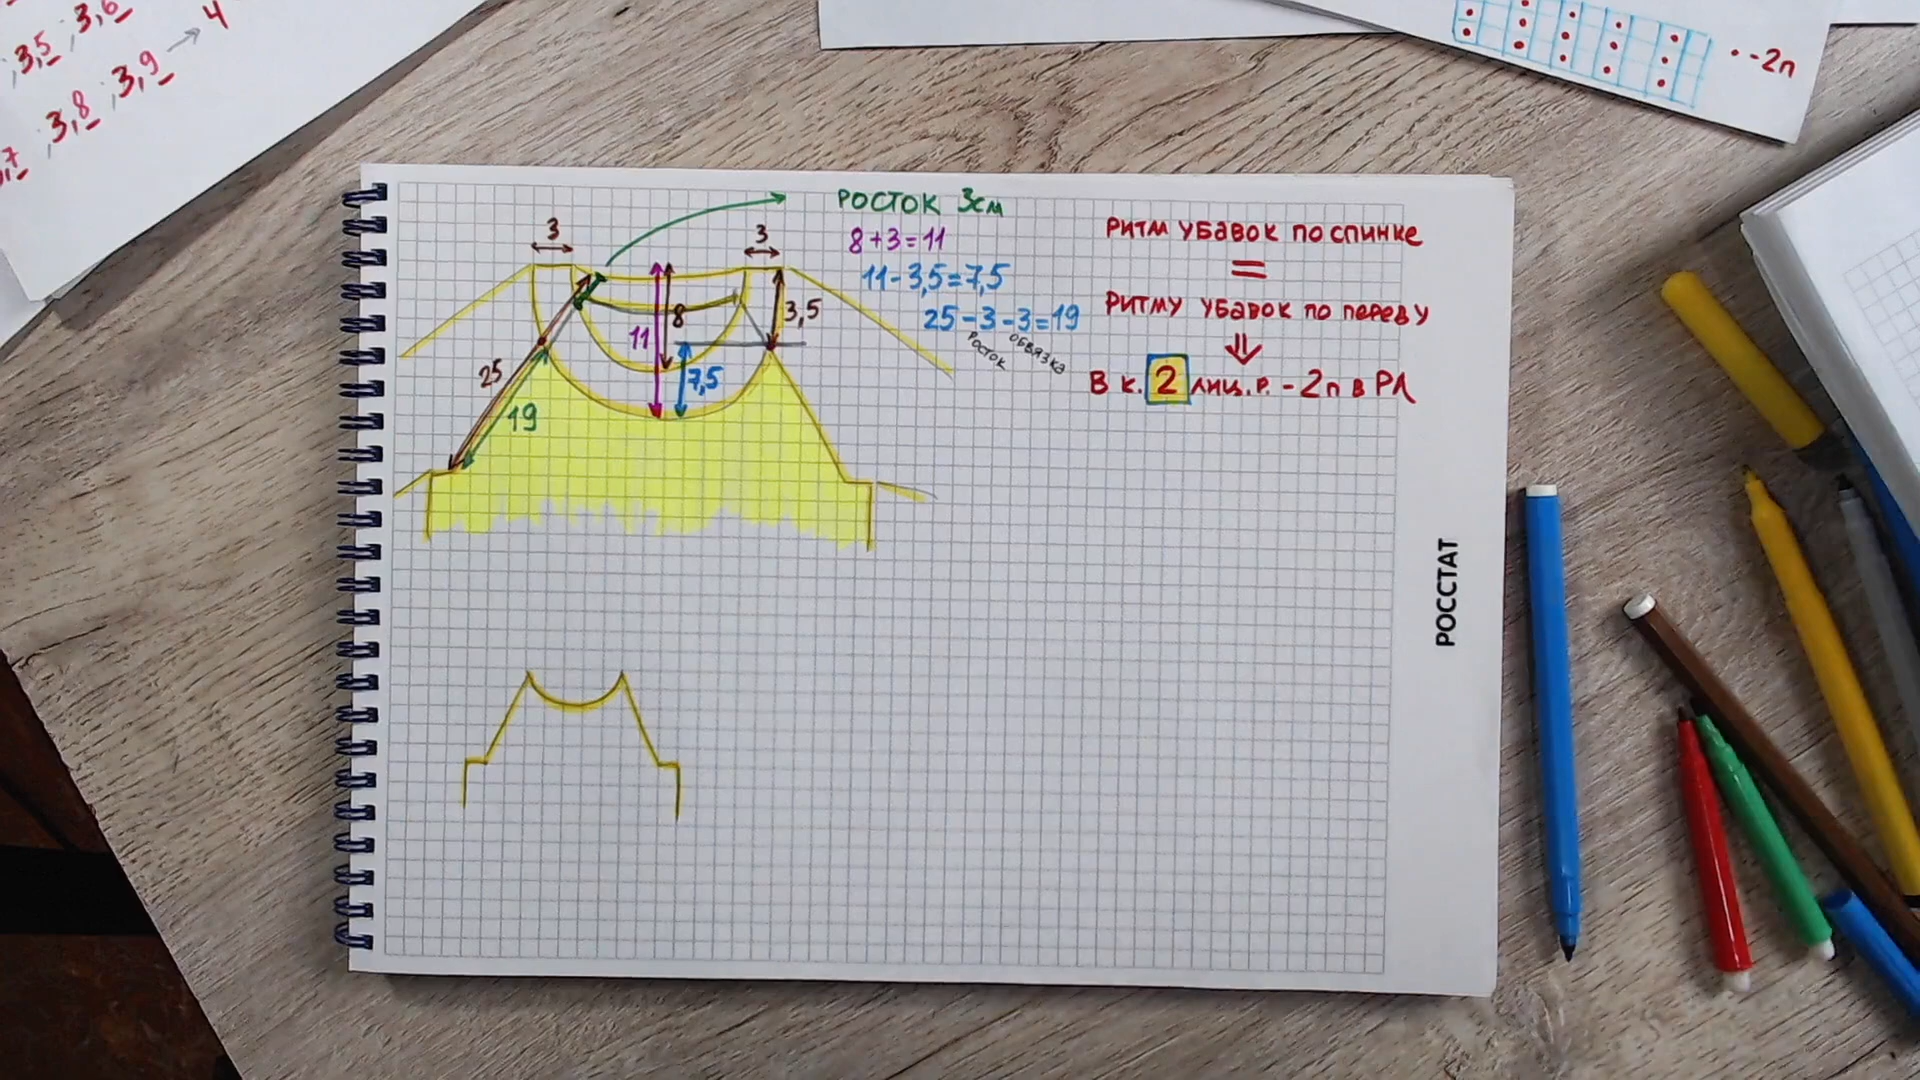 3,5 ; 3,6
3,8 ; 3,9 → 4
• - 2п
РОСТОК 3см
8+3=11
11-3,5=7,5
25-3-3=19
росток обвязка
РИТМ УБАВОК ПО СПИНКЕ
=
РИТМУ УБАВОК ПО ПЕРЕДУ
⇓
В К. 2 ЛИЦ.Р. - 2П В РЛ
3
3
8
11
3,5
7,5
25
19
РОССТАТ